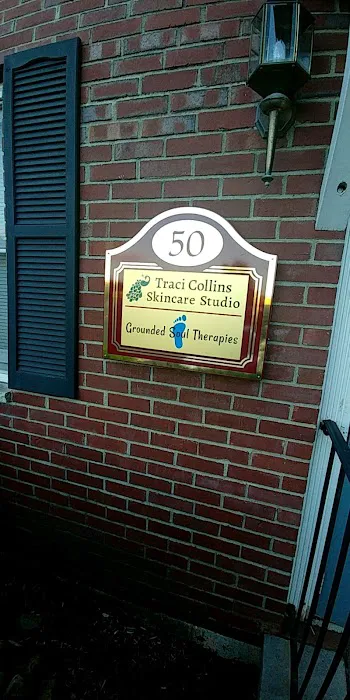 50
Traci Collins
Skincare Studio
Grounded Soul Therapies